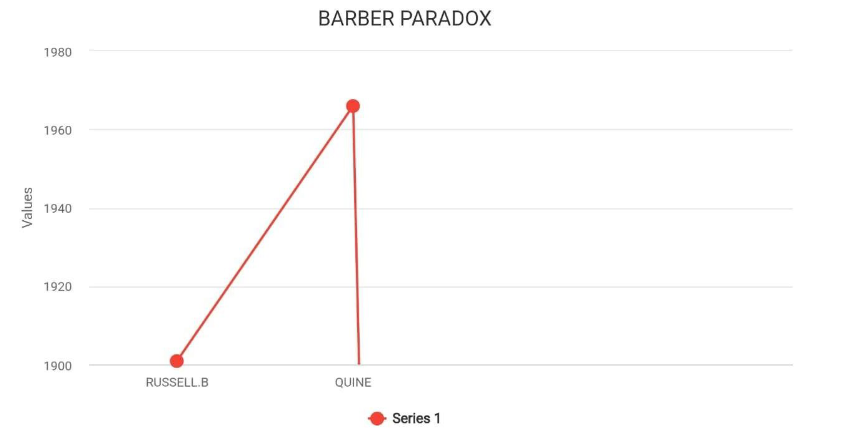 BARBER PARADOX
1980
1960
1940
1920
1900
Values
RUSSELL.B
QUINE
Series 1